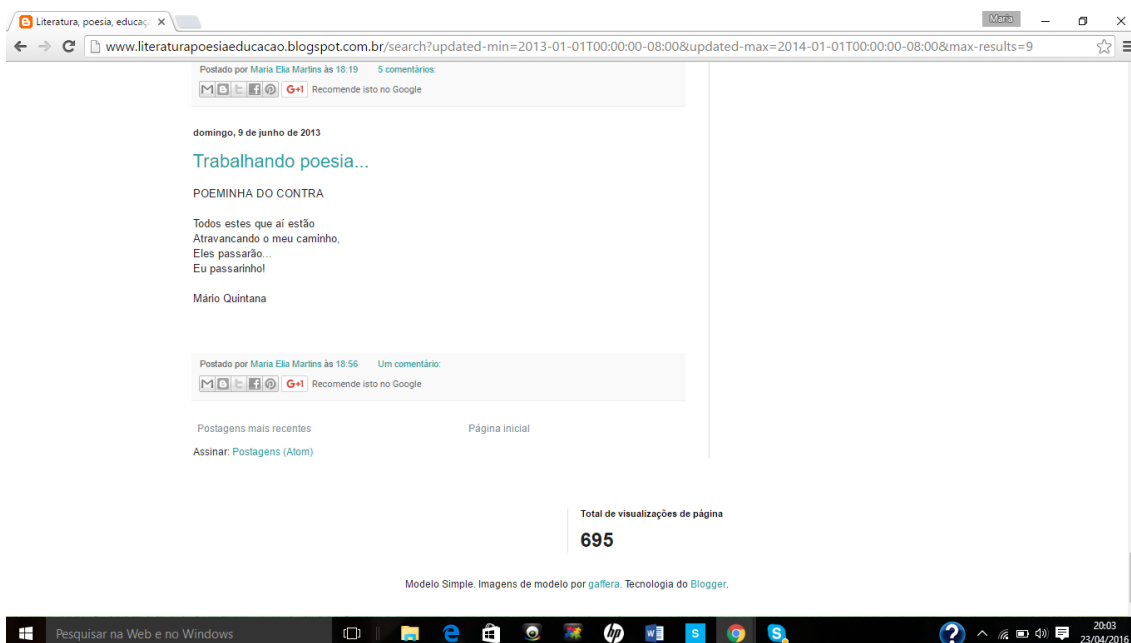 Literatura, poesia, educaçã
Maria
www.literaturapoesiaeducacao.blogspot.com.br/search?updated-min=2013-01-01T00:00:00-08:00&updated-max=2014-01-01T00:00:00-08:00&max-results=9
Postado por Maria Elia Martins às 18:19 5 comentários:
G+1 Recomende isto no Google
domingo, 9 de junho de 2013
Trabalhando poesia...
POEMINHA DO CONTRA
Todos estes que aí estão
Atravancando o meu caminho,
Eles passarão...
Eu passarinho!
Mário Quintana
Postado por Maria Elia Martins às 18:56 Um comentário:
G+1 Recomende isto no Google
Postagens mais recentes Página inicial
Assinar: Postagens (Atom)
Total de visualizações de página
695
Modelo Simple. Imagens de modelo por gaffera. Tecnologia do Blogger.
Pesquisar na Web e no Windows
20:03
23/04/2016